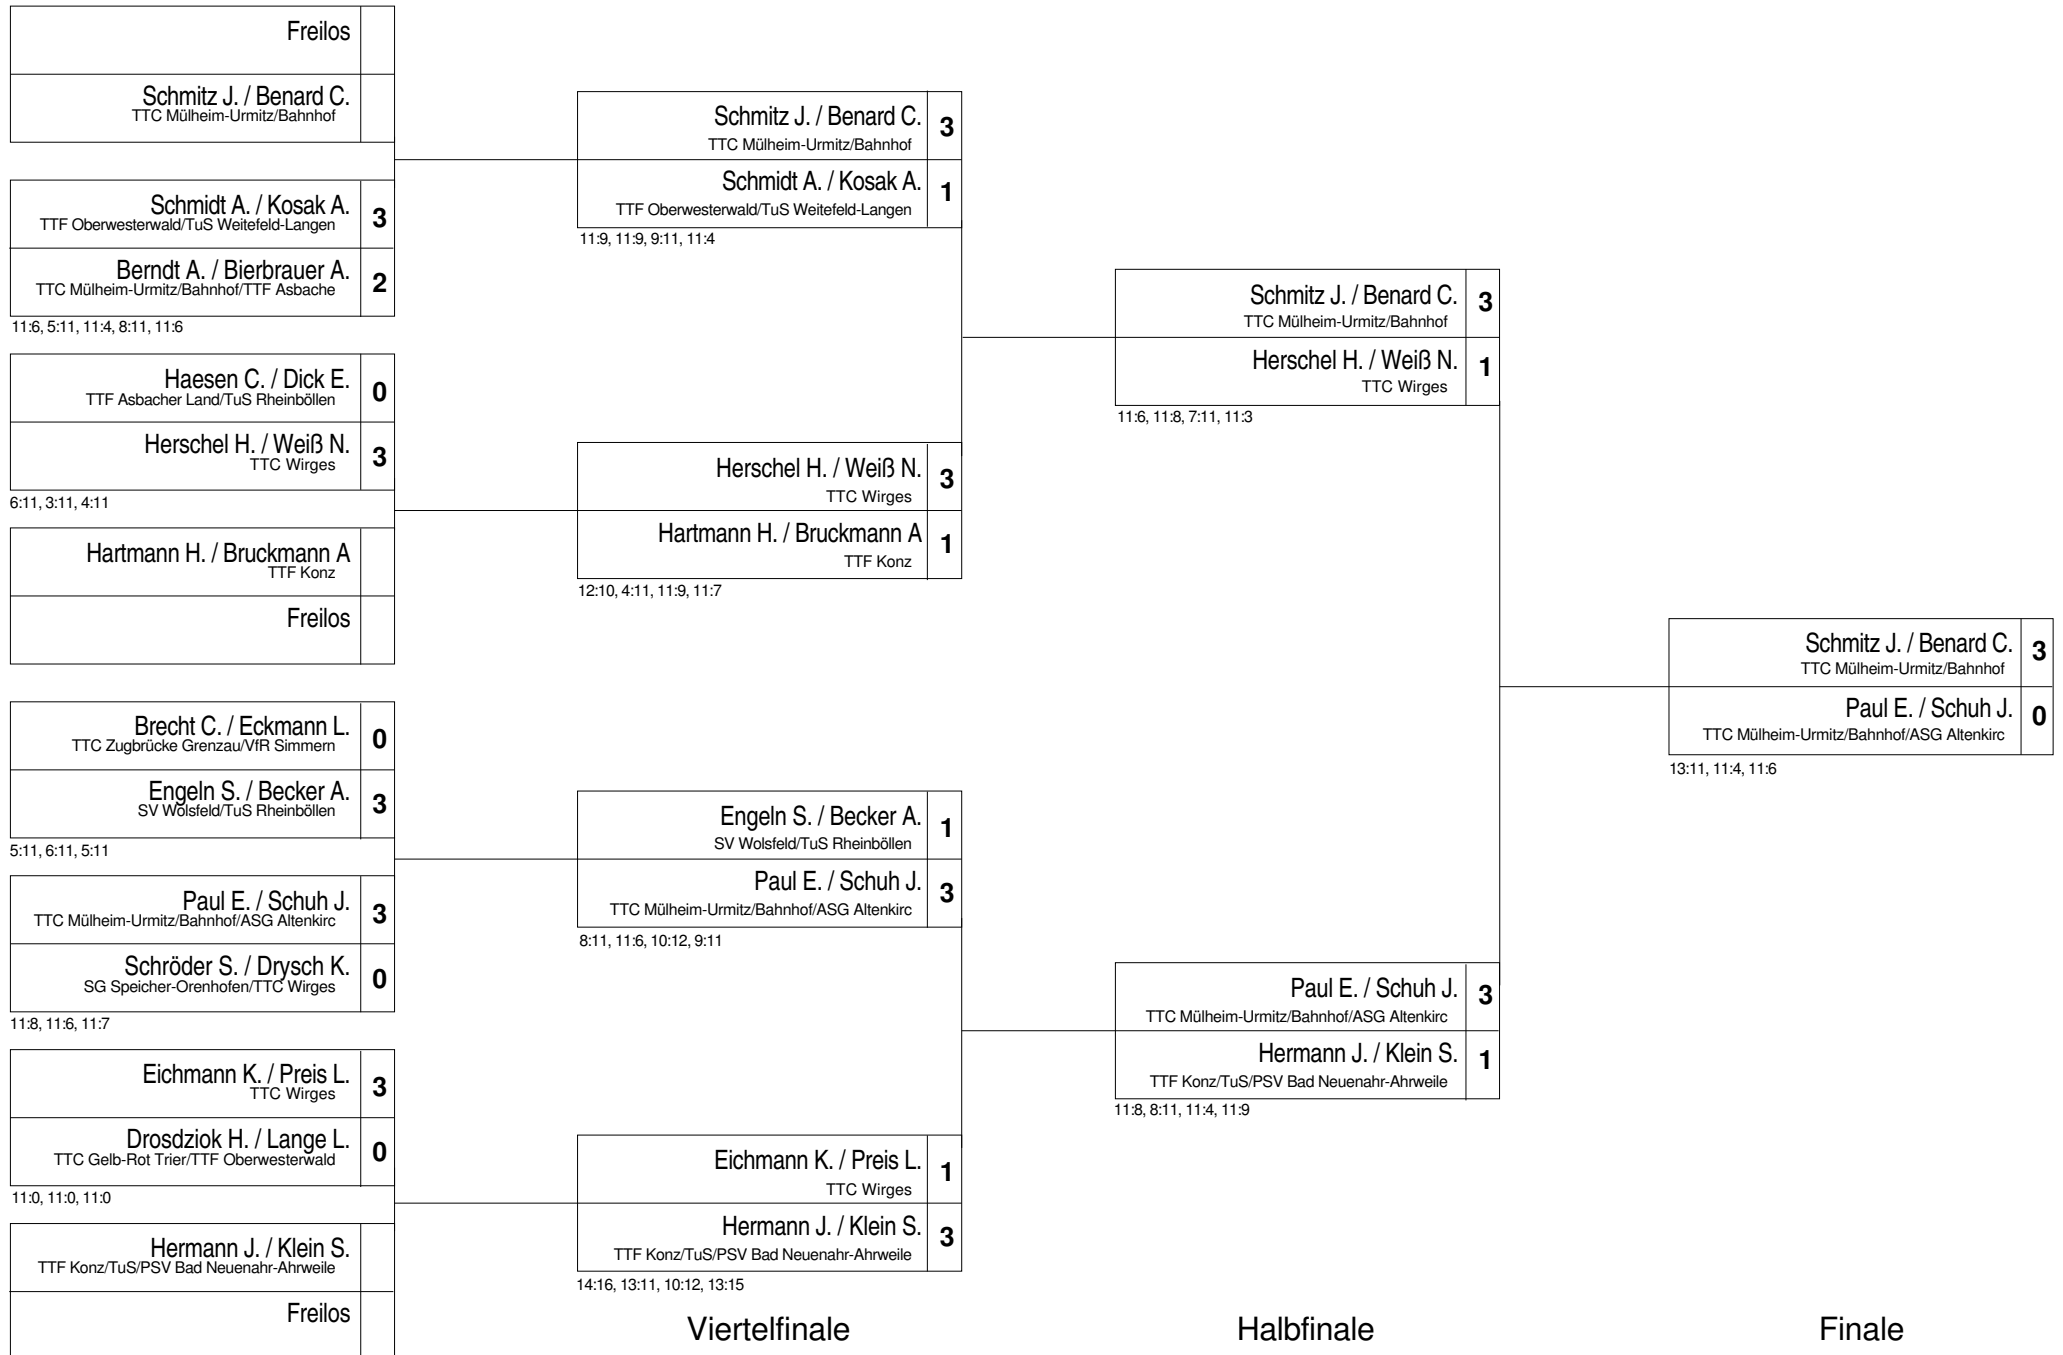 Freilos
Schmitz J. / Benard C.
TTC Mülheim-Urmitz/Bahnhof
Schmidt A. / Kosak A.
TTF Oberwesterwald/TuS Weitefeld-Langen
3
Berndt A. / Bierbrauer A.
TTC Mülheim-Urmitz/Bahnhof/TTF Asbache
2
11:6, 5:11, 11:4, 8:11, 11:6
Haesen C. / Dick E.
TTF Asbacher Land/TuS Rheinböllen
0
Herschel H. / Weiß N.
TTC Wirges
3
6:11, 3:11, 4:11
Hartmann H. / Bruckmann A
TTF Konz
Freilos
Brecht C. / Eckmann L.
TTC Zugbrücke Grenzau/VfR Simmern
0
Engeln S. / Becker A.
SV Wolsfeld/TuS Rheinböllen
3
5:11, 6:11, 5:11
Paul E. / Schuh J.
TTC Mülheim-Urmitz/Bahnhof/ASG Altenkirc
3
Schröder S. / Drysch K.
SG Speicher-Orenhofen/TTC Wirges
0
11:8, 11:6, 11:7
Eichmann K. / Preis L.
TTC Wirges
3
Drosdziok H. / Lange L.
TTC Gelb-Rot Trier/TTF Oberwesterwald
0
11:0, 11:0, 11:0
Hermann J. / Klein S.
TTF Konz/TuS/PSV Bad Neuenahr-Ahrweile
Freilos
Schmitz J. / Benard C.
TTC Mülheim-Urmitz/Bahnhof
3
Schmidt A. / Kosak A.
TTF Oberwesterwald/TuS Weitefeld-Langen
1
11:9, 11:9, 9:11, 11:4
Herschel H. / Weiß N.
TTC Wirges
3
Hartmann H. / Bruckmann A
TTF Konz
1
12:10, 4:11, 11:9, 11:7
Engeln S. / Becker A.
SV Wolsfeld/TuS Rheinböllen
1
Paul E. / Schuh J.
TTC Mülheim-Urmitz/Bahnhof/ASG Altenkirc
3
8:11, 11:6, 10:12, 9:11
Eichmann K. / Preis L.
TTC Wirges
1
Hermann J. / Klein S.
TTF Konz/TuS/PSV Bad Neuenahr-Ahrweile
3
14:16, 13:11, 10:12, 13:15
Viertelfinale
Schmitz J. / Benard C.
TTC Mülheim-Urmitz/Bahnhof
3
Herschel H. / Weiß N.
TTC Wirges
1
11:6, 11:8, 7:11, 11:3
Paul E. / Schuh J.
TTC Mülheim-Urmitz/Bahnhof/ASG Altenkirc
3
Hermann J. / Klein S.
TTF Konz/TuS/PSV Bad Neuenahr-Ahrweile
1
11:8, 8:11, 11:4, 11:9
Halbfinale
Schmitz J. / Benard C.
TTC Mülheim-Urmitz/Bahnhof
3
Paul E. / Schuh J.
TTC Mülheim-Urmitz/Bahnhof/ASG Altenkirc
0
13:11, 11:4, 11:6
Finale